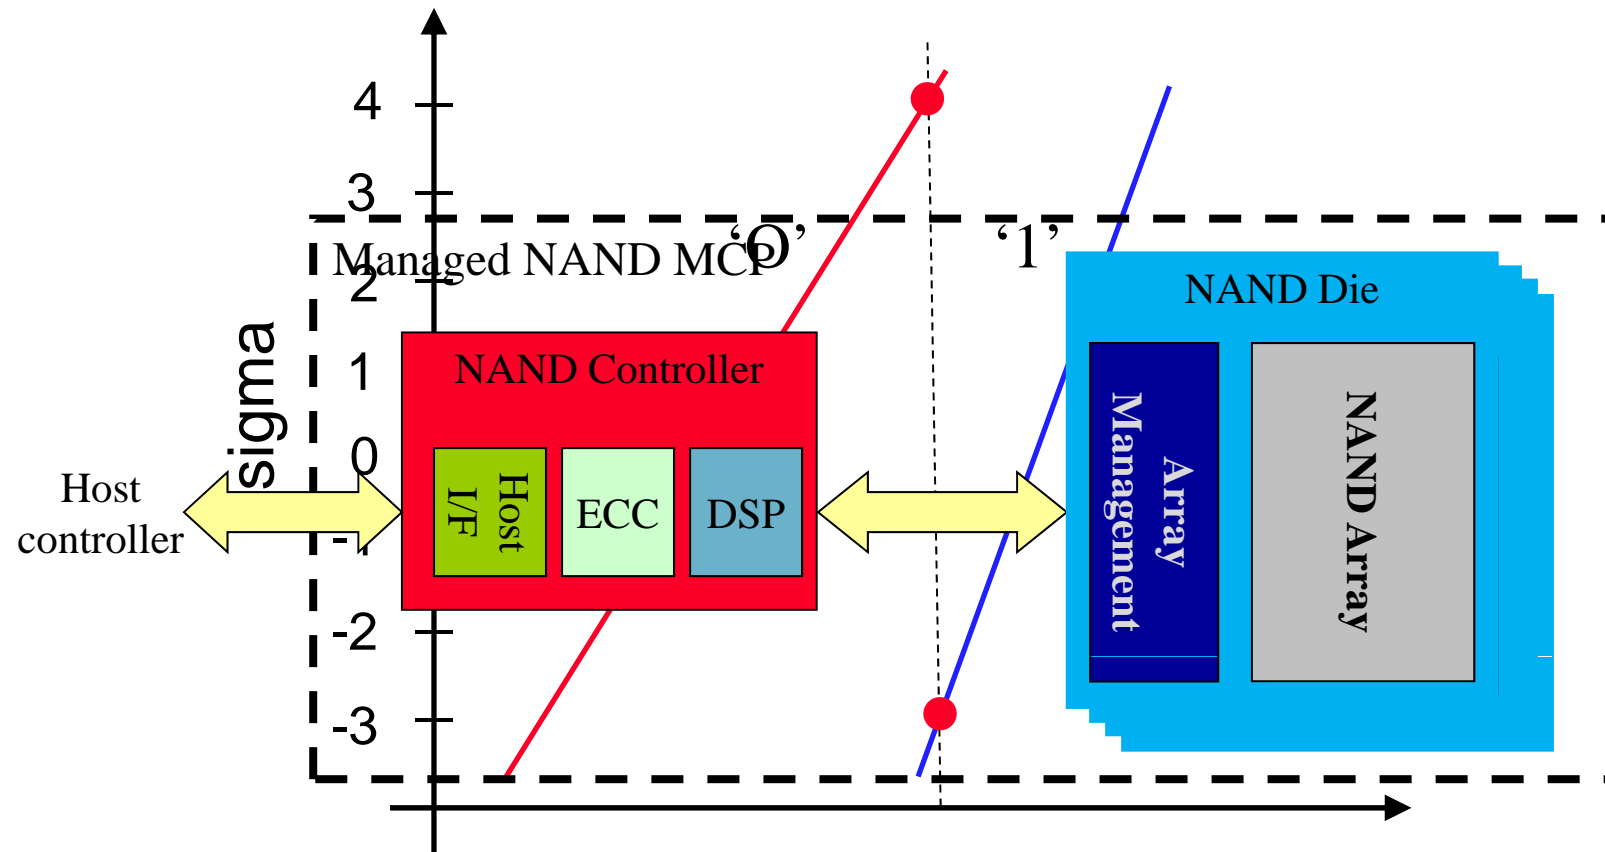 4
3
‘0’
‘1’
Managed NAND MCP
2
NAND Die
sigma
1
NAND Controller
0
Host
controller
Host
I/F
ECC
DSP
Array
Management
NAND Array
-1
-2
-3